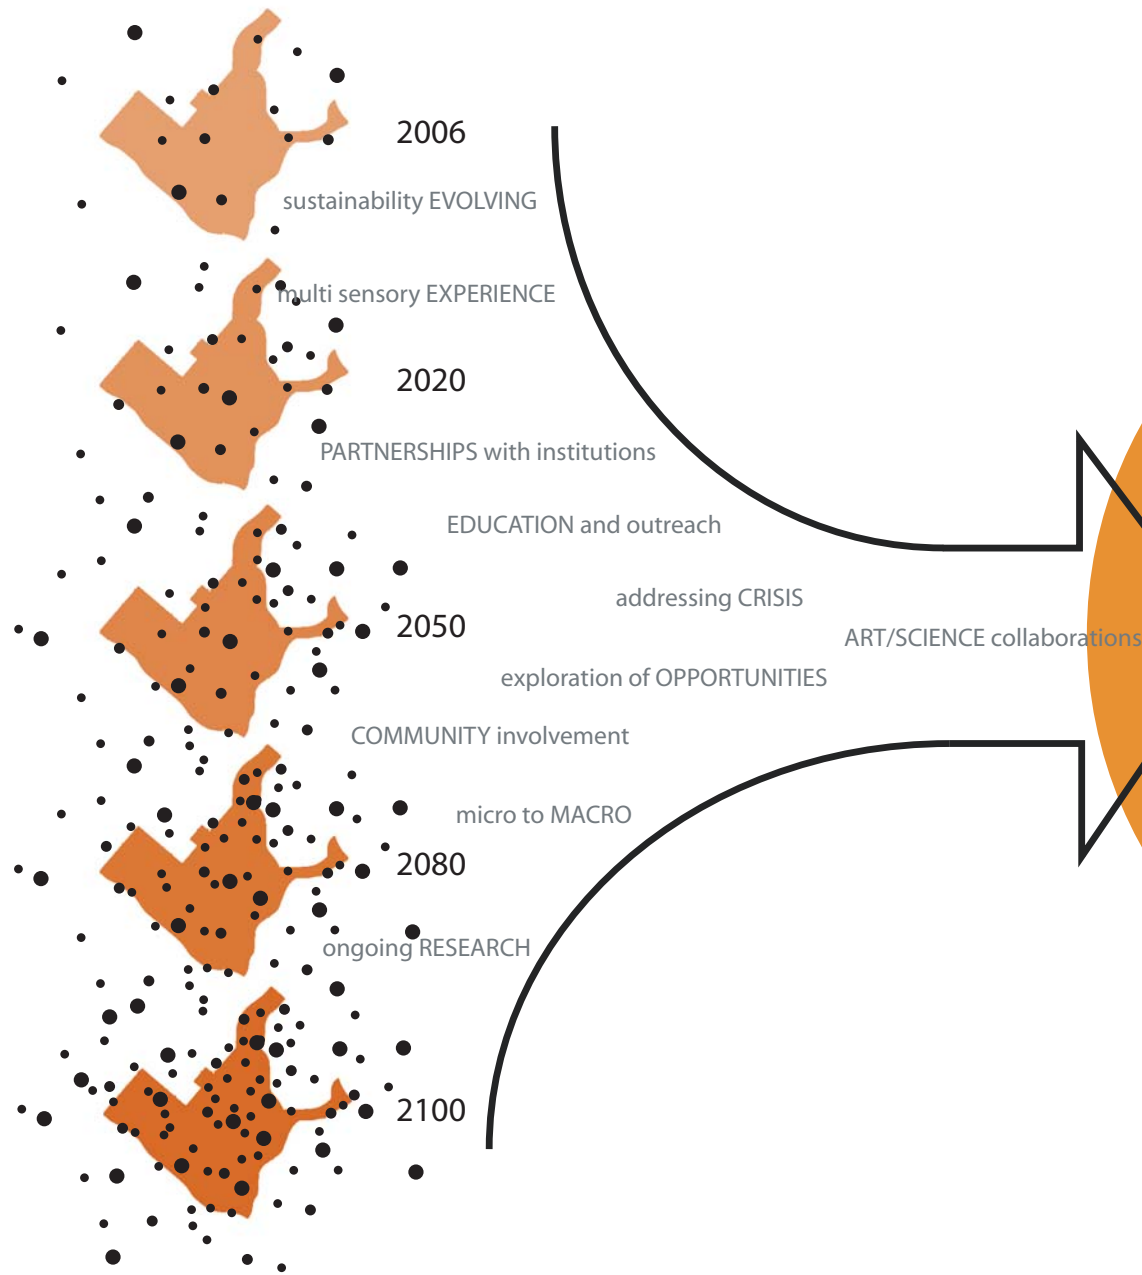 2006
sustainability EVOLVING
multi sensory EXPERIENCE
2020
PARTNERSHIPS with institutions
EDUCATION and outreach
addressing CRISIS
2050
ART/SCIENCE collaborations
exploration of OPPORTUNITIES
COMMUNITY involvement
micro to MACRO
2080
ongoing RESEARCH
2100